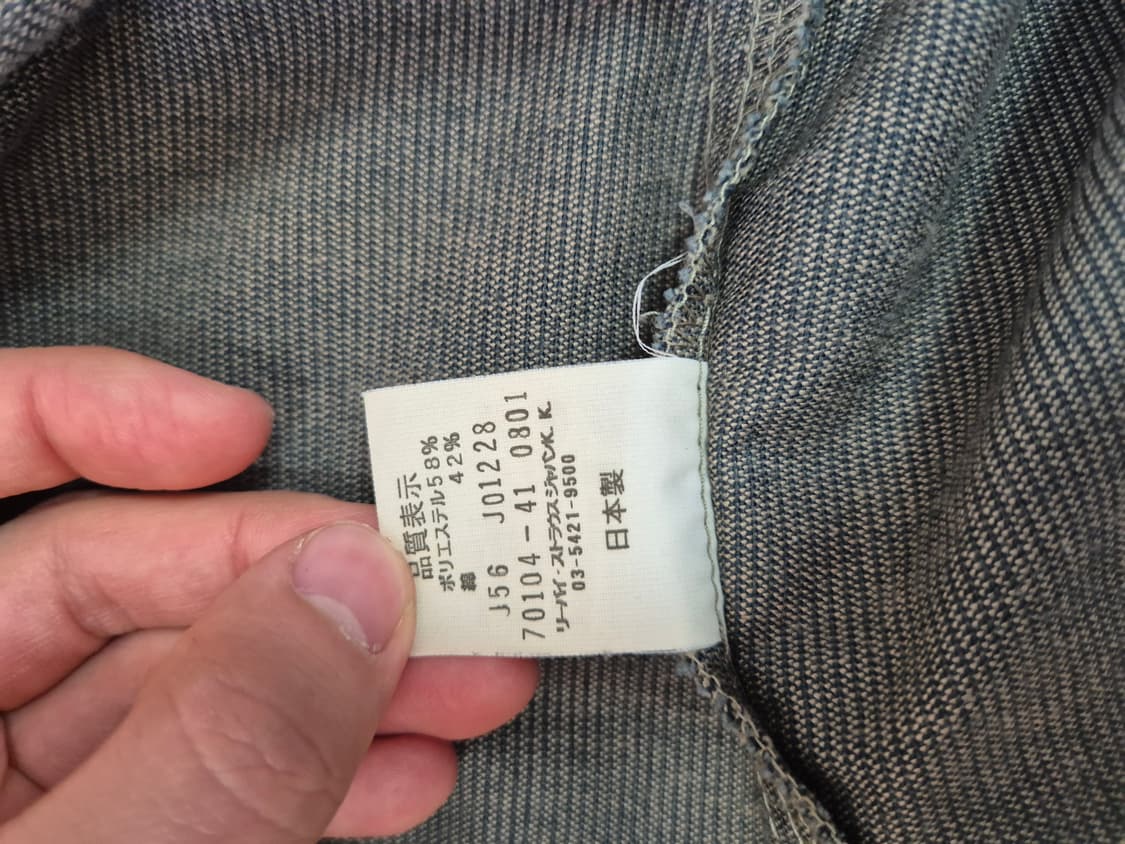 品質表示
ポリエステル58%
綿 42%
J56 J01228
70104-41 0801
リーバイ・ストラウスジャパンK.K.
03-5421-9500
日本製